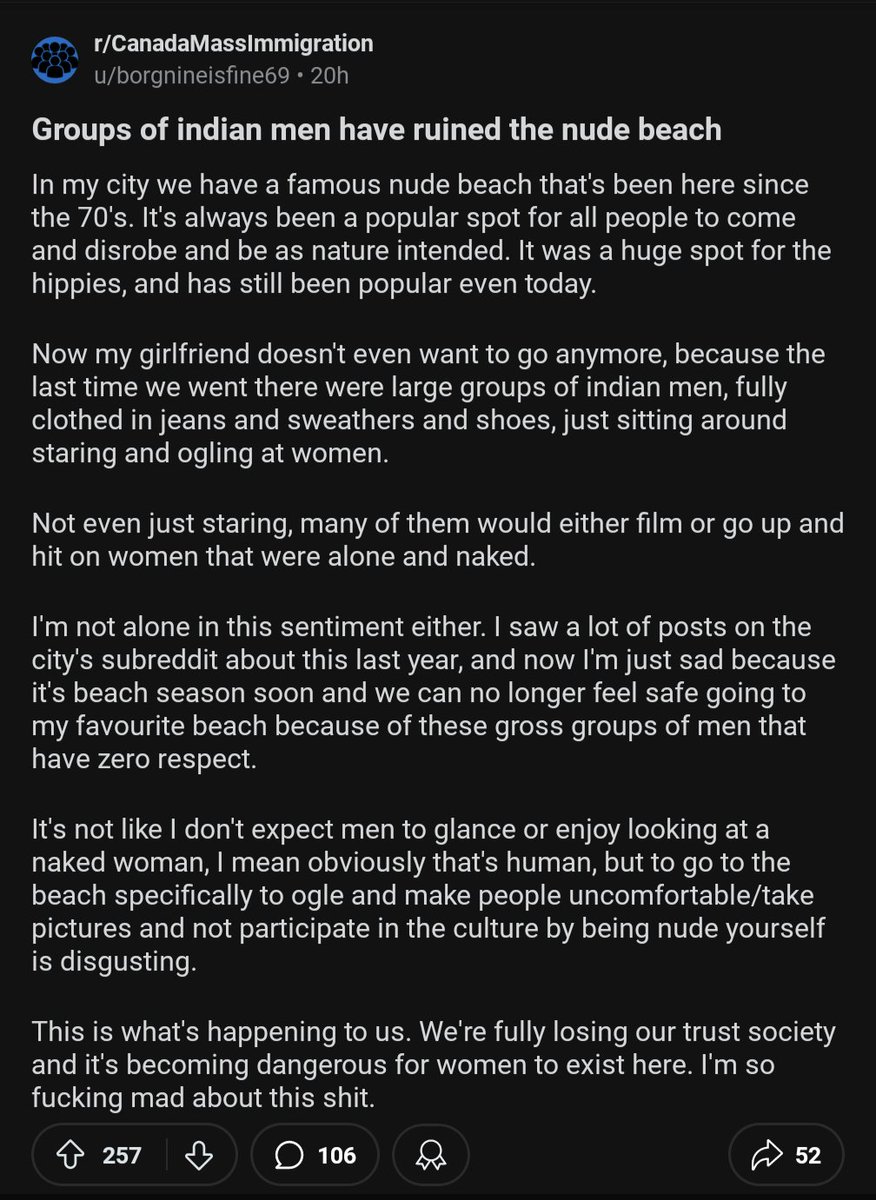 r/CanadaMassImmigration
u/borgnineisfine69 • 20h
Groups of indian men have ruined the nude beach
In my city we have a famous nude beach that's been here since
the 70's. It's always been a popular spot for all people to come
and disrobe and be as nature intended. It was a huge spot for the
hippies, and has still been popular even today.
Now my girlfriend doesn't even want to go anymore, because the
last time we went there were large groups of indian men, fully
clothed in jeans and sweathers and shoes, just sitting around
staring and ogling at women.
Not even just staring, many of them would either film or go up and
hit on women that were alone and naked.
I'm not alone in this sentiment either. I saw a lot of posts on the
city's subreddit about this last year, and now I'm just sad because
it's beach season soon and we can no longer feel safe going to
my favourite beach because of these gross groups of men that
have zero respect.
It's not like I don't expect men to glance or enjoy looking at a
naked woman, I mean obviously that's human, but to go to the
beach specifically to ogle and make people uncomfortable/take
pictures and not participate in the culture by being nude yourself
is disgusting.
This is what's happening to us. We're fully losing our trust society
and it's becoming dangerous for women to exist here. I'm so
fucking mad about this shit.
257 106 52